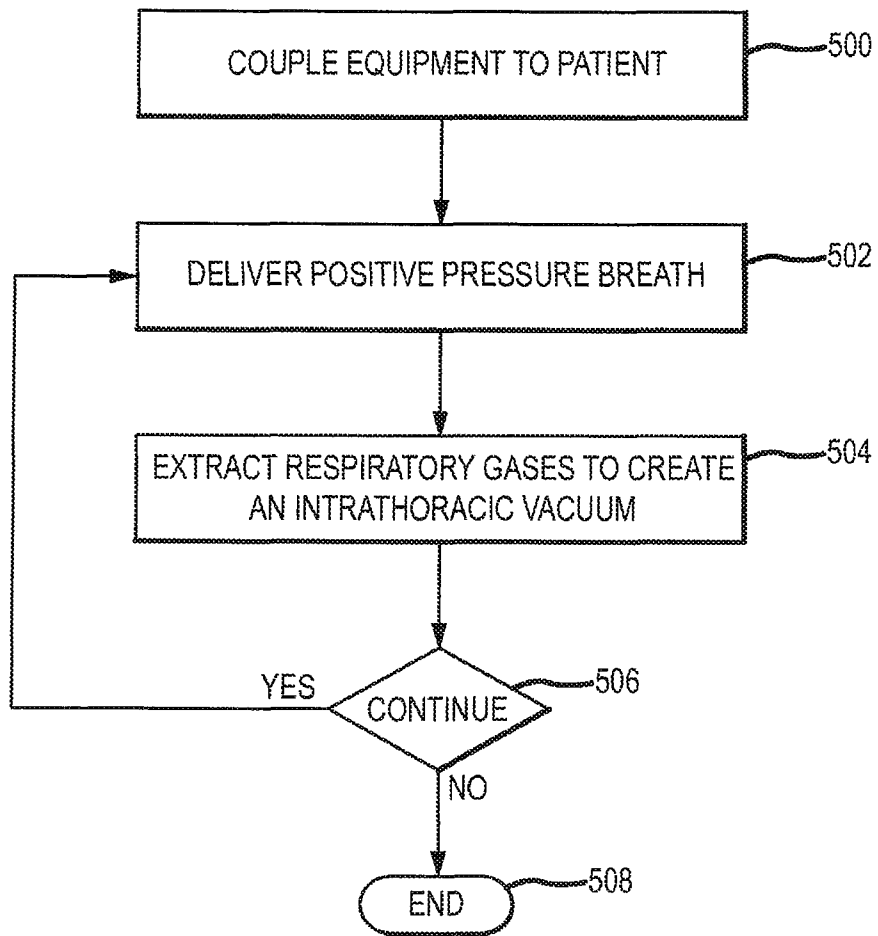 COUPLE EQUIPMENT TO PATIENT
500
DELIVER POSITIVE PRESSURE BREATH
502
EXTRACT RESPIRATORY GASES TO CREATE
AN INTRATHORACIC VACUUM
504
YES
CONTINUE
506
NO
END
508